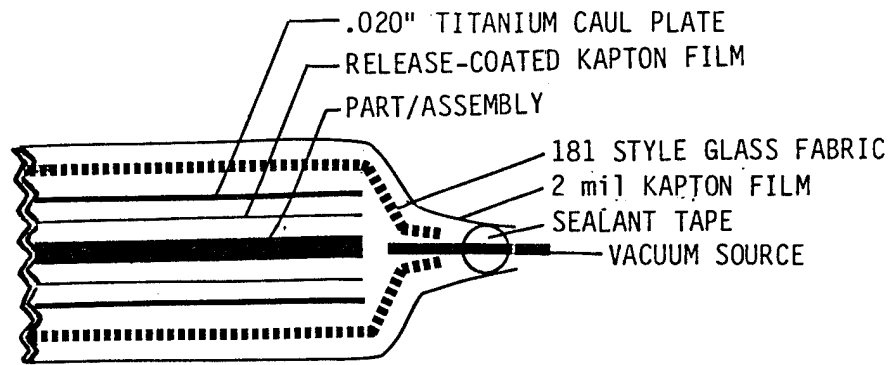 .020" TITANIUM CAUL PLATE
RELEASE-COATED KAPTON FILM
PART/ASSEMBLY
181 STYLE GLASS FABRIC
2 mil KAPTON FILM
SEALANT TAPE
VACUUM SOURCE